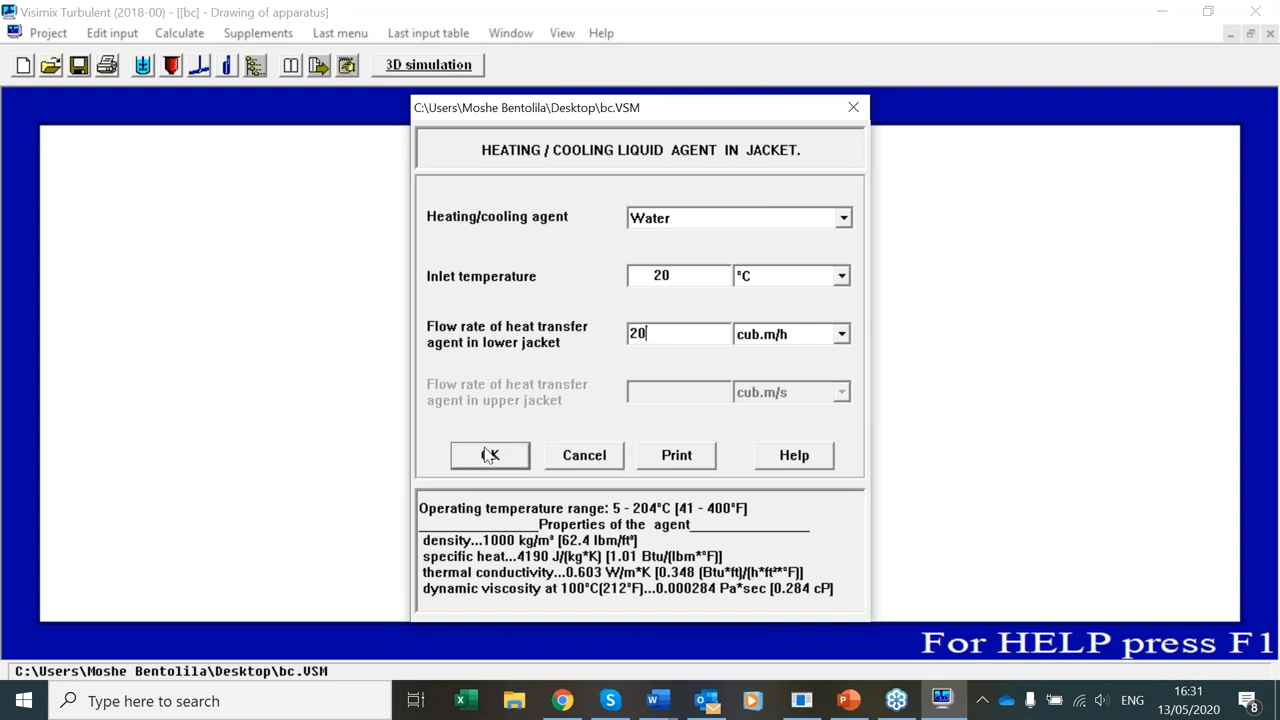 Visimix Turbulent (2018-00) - [[bc] - Drawing of apparatus]
Project Edit input Calculate Supplements Last menu Last input table Window View Help
3D simulation
C:\Users\Moshe Bentolila\Desktop\bc.VSM
HEATING / COOLING LIQUID AGENT IN JACKET.
Heating/cooling agent Water
Inlet temperature 20 °C
Flow rate of heat transfer
agent in lower jacket 20 cub.m/h
Flow rate of heat transfer
agent in upper jacket cub.m/s
OK Cancel Print Help
Operating temperature range: 5 - 204°C [41 - 400°F]
Properties of the agent
density...1000 kg/m³ [62.4 lbm/ft³]
specific heat...4190 J/(kg*K) [1.01 Btu/(lbm*°F)]
thermal conductivity...0.603 W/m*K [0.348 (Btu*ft)/(h*ft²*°F)]
dynamic viscosity at 100°C(212°F)...0.000284 Pa*sec [0.284 cP]
For HELP press F1
C:\Users\Moshe Bentolila\Desktop\bc.VSM
Type here to search
ENG
16:31
13/05/2020
8